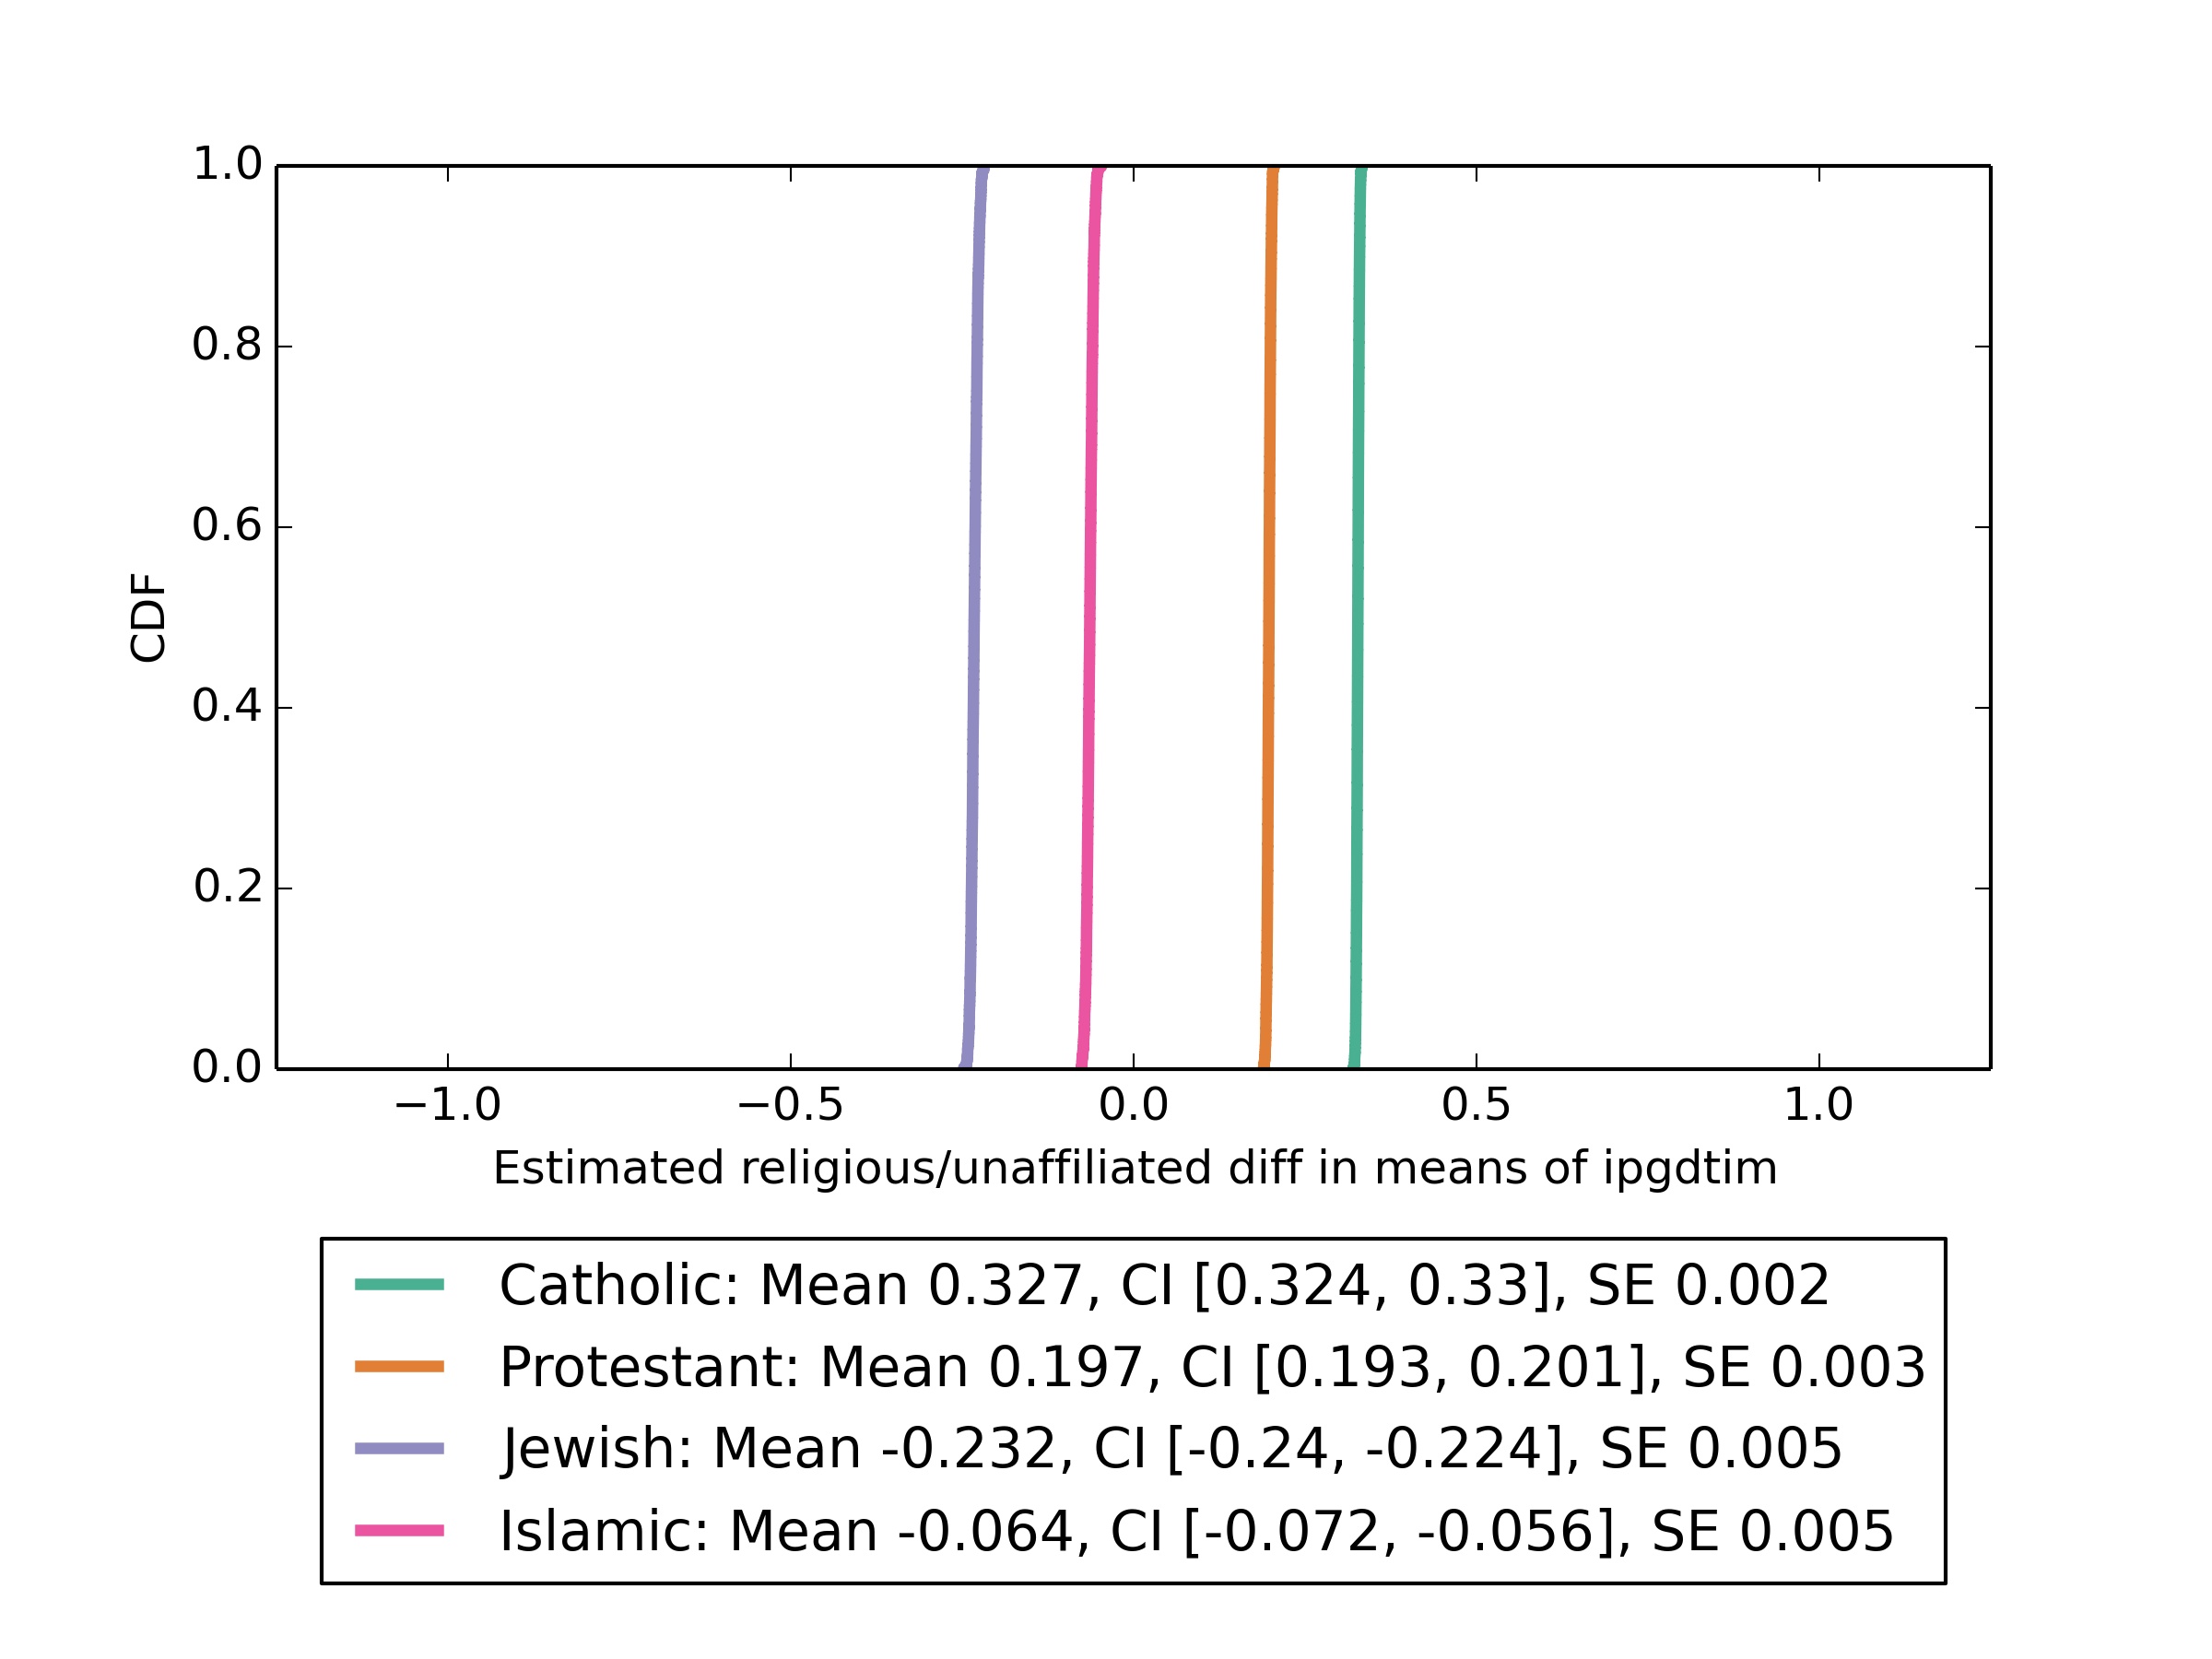 1.0
0.8
0.6
0.4
0.2
0.0
CDF
−1.0 −0.5 0.0 0.5 1.0
Estimated religious/unaffiliated diff in means of ipgdtim
Catholic: Mean 0.327, CI [0.324, 0.33], SE 0.002
Protestant: Mean 0.197, CI [0.193, 0.201], SE 0.003
Jewish: Mean -0.232, CI [-0.24, -0.224], SE 0.005
Islamic: Mean -0.064, CI [-0.072, -0.056], SE 0.005